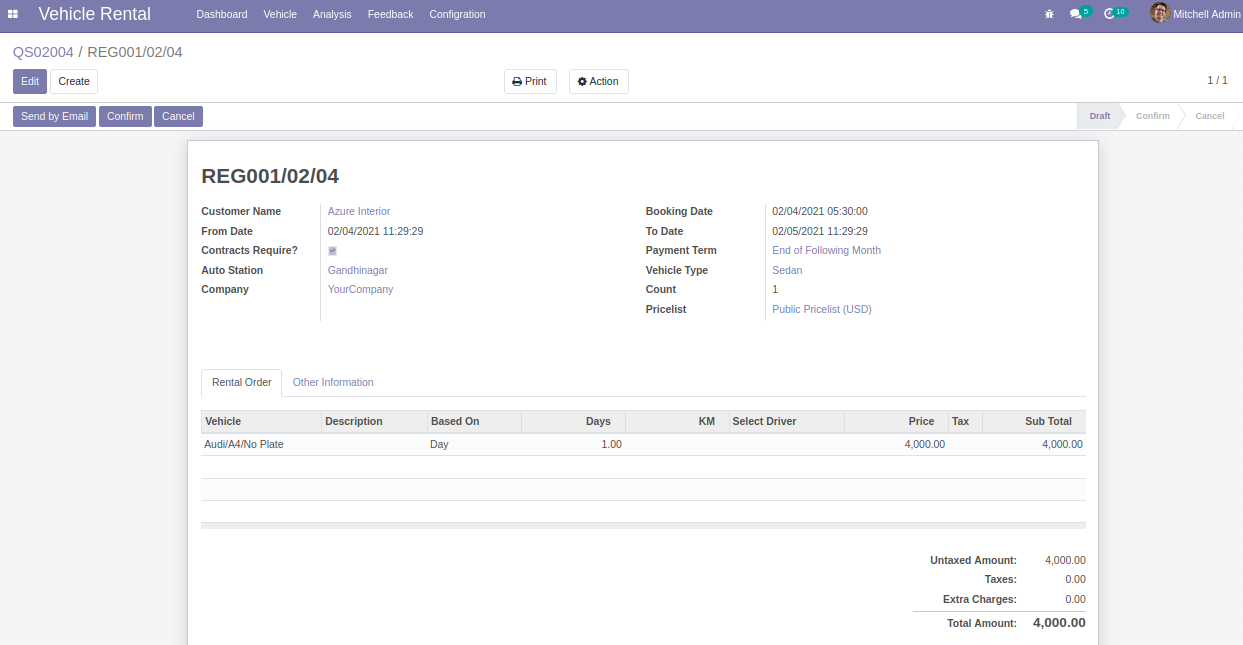 Vehicle Rental Dashboard Vehicle Analysis Feedback Configration 5 10 Mitchell Admin
QS02004 / REG001/02/04
Edit Create Print Action 1 / 1
Send by Email Confirm Cancel Draft Confirm Cancel
REG001/02/04
Customer Name Azure Interior Booking Date 02/04/2021 05:30:00
From Date 02/04/2021 11:29:29 To Date 02/05/2021 11:29:29
Contracts Require? Payment Term End of Following Month
Auto Station Gandhinagar Vehicle Type Sedan
Company YourCompany Count 1
Pricelist Public Pricelist (USD)
Rental Order Other Information
Vehicle Description Based On Days KM Select Driver Price Tax Sub Total
Audi/A4/No Plate Day 1.00 4,000.00 4,000.00
Untaxed Amount: 4,000.00
Taxes: 0.00
Extra Charges: 0.00
Total Amount: 4,000.00